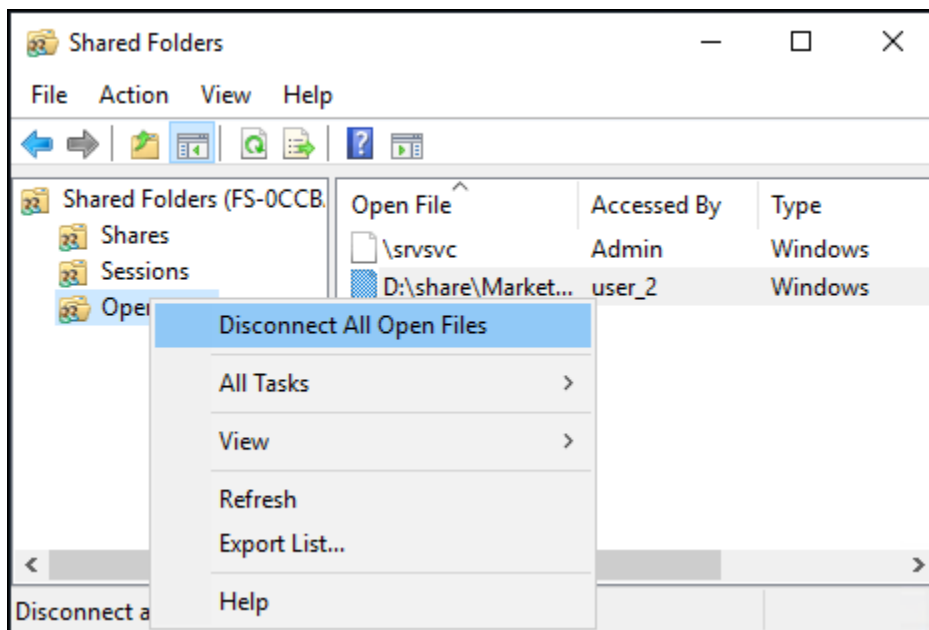 Shared Folders
File Action View Help
Shared Folders (FS-0CCB.
Shares
Sessions
Ope
Open File Accessed By Type
\srvsvc Admin Windows
D:\share\Market... user_2 Windows
Disconnect All Open Files
All Tasks
View
Refresh
Export List...
Help
Disconnect a